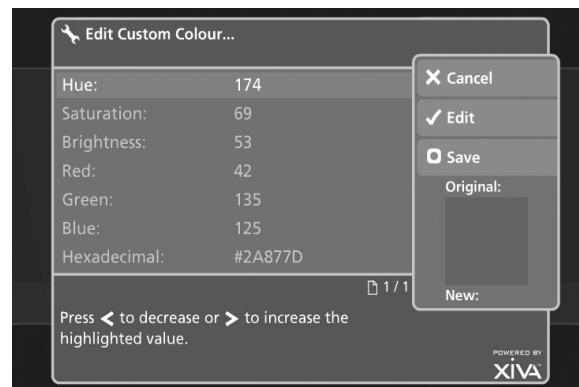 Edit Custom Colour...
Hue: 174
Saturation: 69
Brightness: 53
Red: 42
Green: 135
Blue: 125
Hexadecimal: #2A877D
Cancel
Edit
Save
Original:
New:
1 / 1
Press < to decrease or > to increase the
highlighted value.
POWERED BY
XiVA